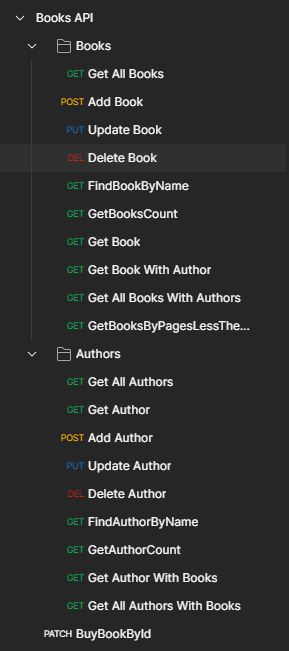 Books API
Books
GET Get All Books
POST Add Book
PUT Update Book
DEL Delete Book
GET FindBookByName
GET GetBooksCount
GET Get Book
GET Get Book With Author
GET Get All Books With Authors
GET GetBooksByPagesLessThe...
Authors
GET Get All Authors
GET Get Author
POST Add Author
PUT Update Author
DEL Delete Author
GET FindAuthorByName
GET GetAuthorCount
GET Get Author With Books
GET Get All Authors With Books
PATCH BuyBookById